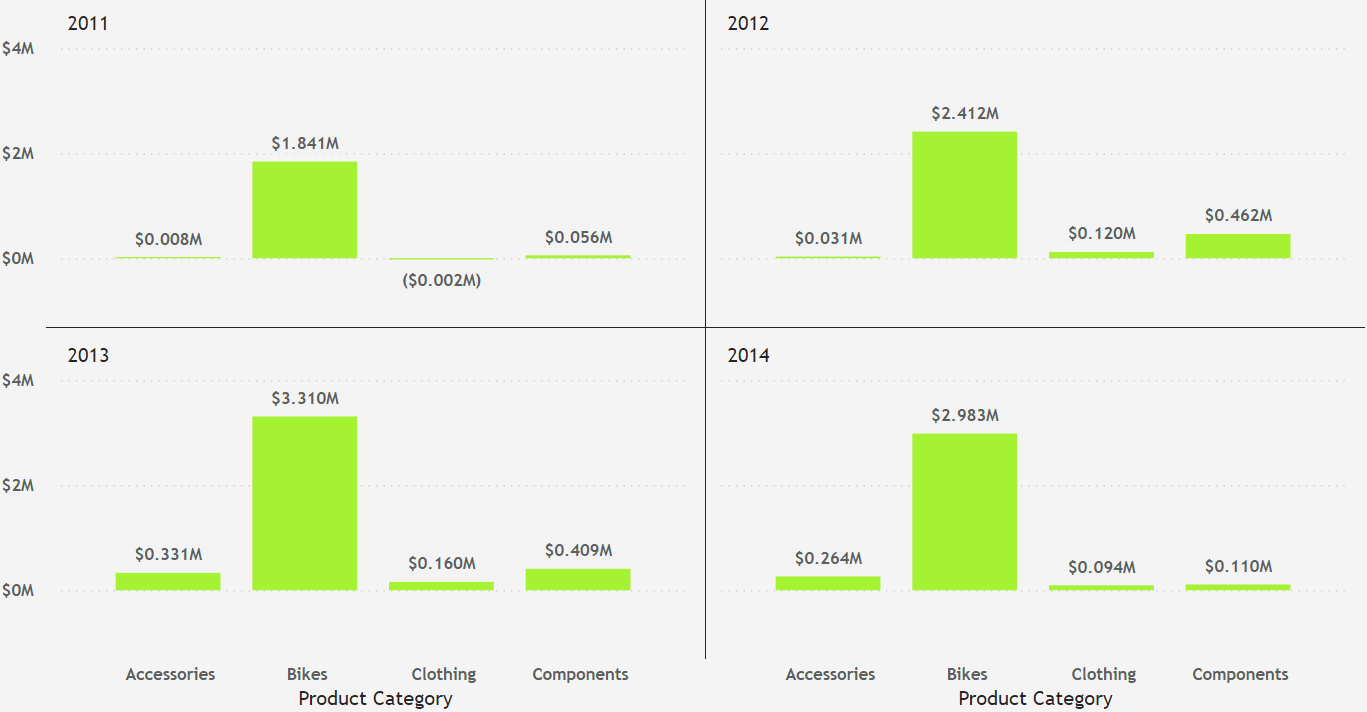 2011
2012
$4M
$2M
$0M
$0.008M
$1.841M
($0.002M)
$0.056M
$0.031M
$2.412M
$0.120M
$0.462M
2013
2014
$4M
$2M
$0M
$0.331M
$3.310M
$0.160M
$0.409M
$0.264M
$2.983M
$0.094M
$0.110M
Accessories Bikes Clothing Components
Accessories Bikes Clothing Components
Product Category
Product Category